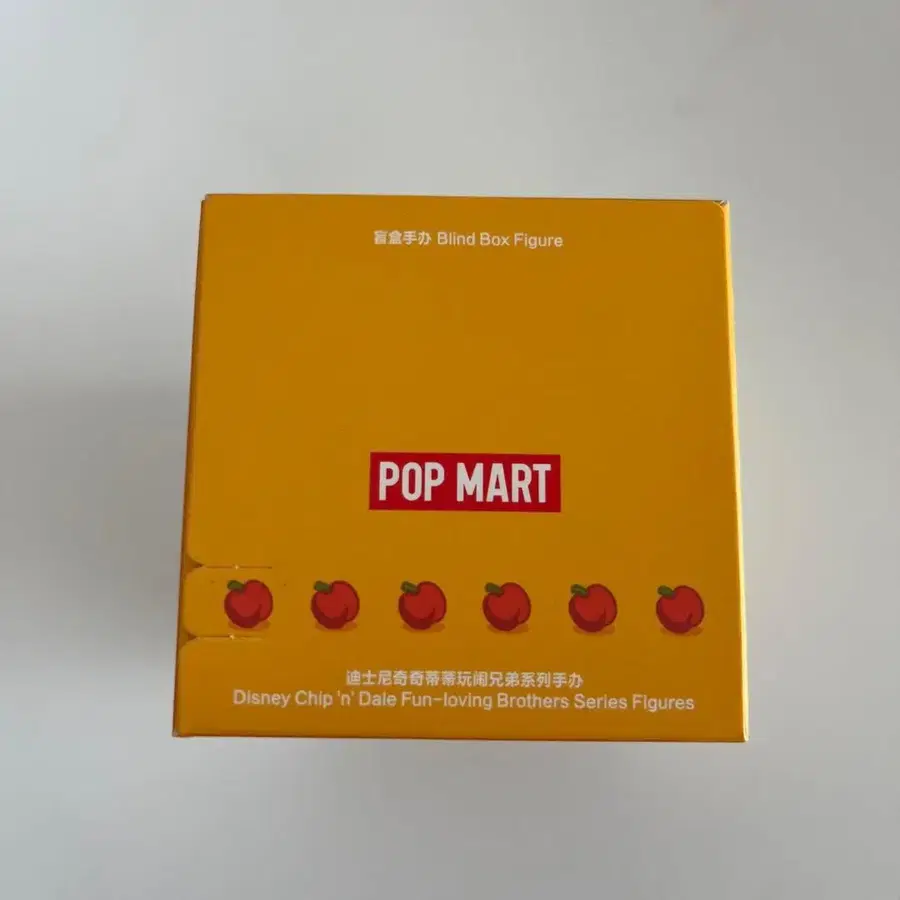 盲盒手办 Blind Box Figure
POP MART
迪士尼奇奇蒂蒂玩闹兄弟系列手办
Disney Chip 'n' Dale Fun-loving Brothers Series Figures